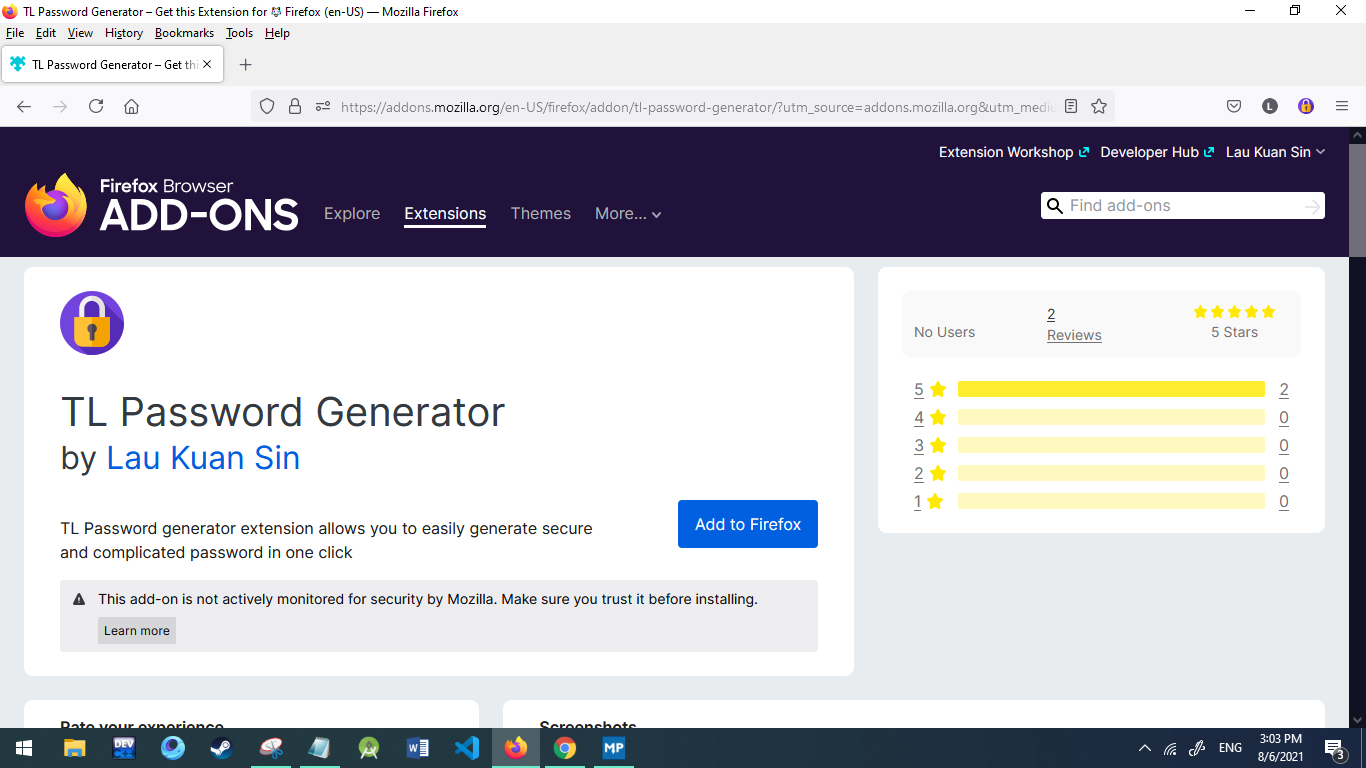 TL Password Generator – Get this Extension for 🦊 Firefox (en-US) — Mozilla Firefox
File Edit View History Bookmarks Tools Help
TL Password Generator – Get thi
https://addons.mozilla.org/en-US/firefox/addon/tl-password-generator/?utm_source=addons.mozilla.org&utm_mediu
L
Extension Workshop Developer Hub Lau Kuan Sin
Firefox Browser
ADD-ONS
Explore Extensions Themes More...
Find add-ons
TL Password Generator
by Lau Kuan Sin
TL Password generator extension allows you to easily generate secure
and complicated password in one click
Add to Firefox
This add-on is not actively monitored for security by Mozilla. Make sure you trust it before installing.
Learn more
No Users
2
Reviews
5 Stars
5 2
4 0
3 0
2 0
1 0
Rate your experience
Screenshots
DEV
W
MP
ENG
3:03 PM
8/6/2021
3